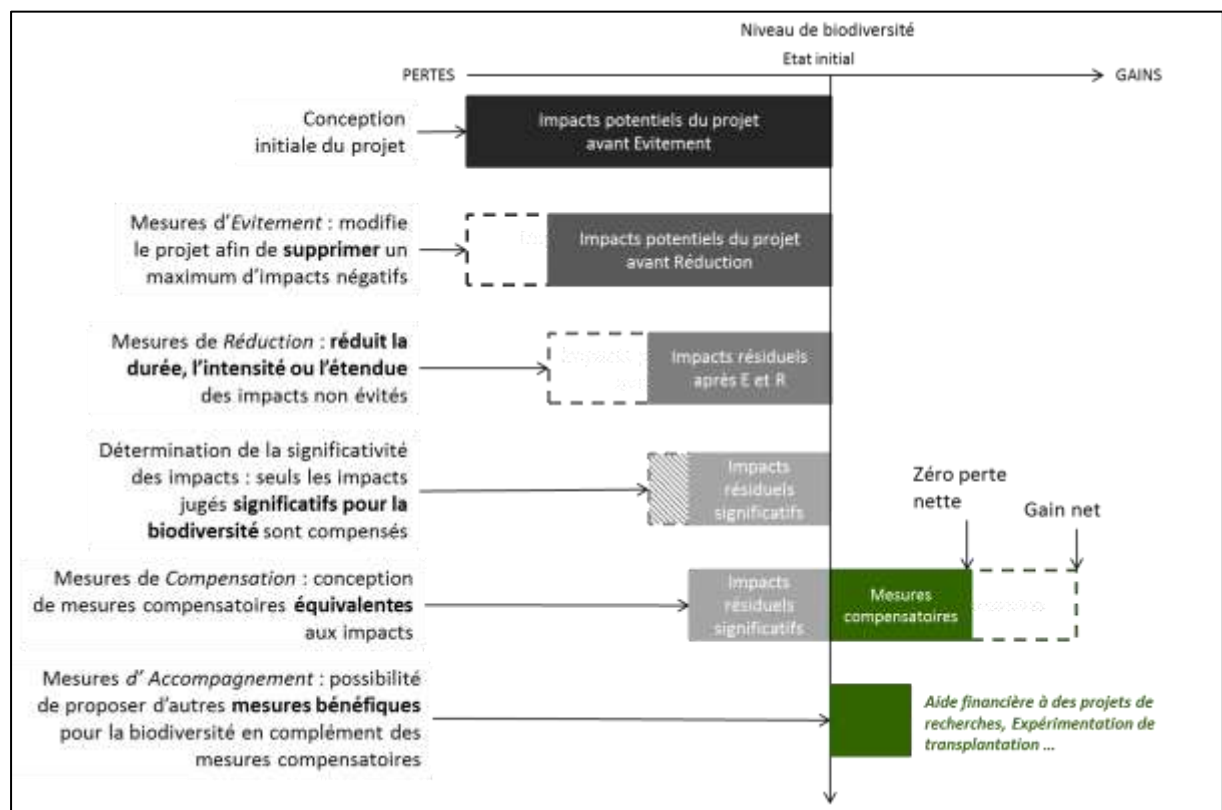 Niveau de biodiversité
Etat initial
PERTES
GAINS
Conception
initiale du projet
Impacts potentiels du projet
avant Evitement
Mesures d'Evitement : modifie
le projet afin de supprimer un
maximum d'impacts négatifs
Impacts potentiels du projet
avant Réduction
Mesures de Réduction : réduit la
durée, l'intensité ou l'étendue
des impacts non évités
Impacts résiduels
après E et R
Détermination de la significativité
des impacts : seuls les impacts
jugés significatifs pour la
biodiversité sont compensés
Impacts
résiduels
significatifs
Zéro perte
nette
Gain net
Mesures de Compensation : conception
de mesures compensatoires équivalentes
aux impacts
Impacts
résiduels
significatifs
Mesures
compensatoires
Mesures d' Accompagnement : possibilité
de proposer d'autres mesures bénéfiques
pour la biodiversité en complément des
mesures compensatoires
Aide financière à des projets de
recherches, Expérimentation de
transplantation ...